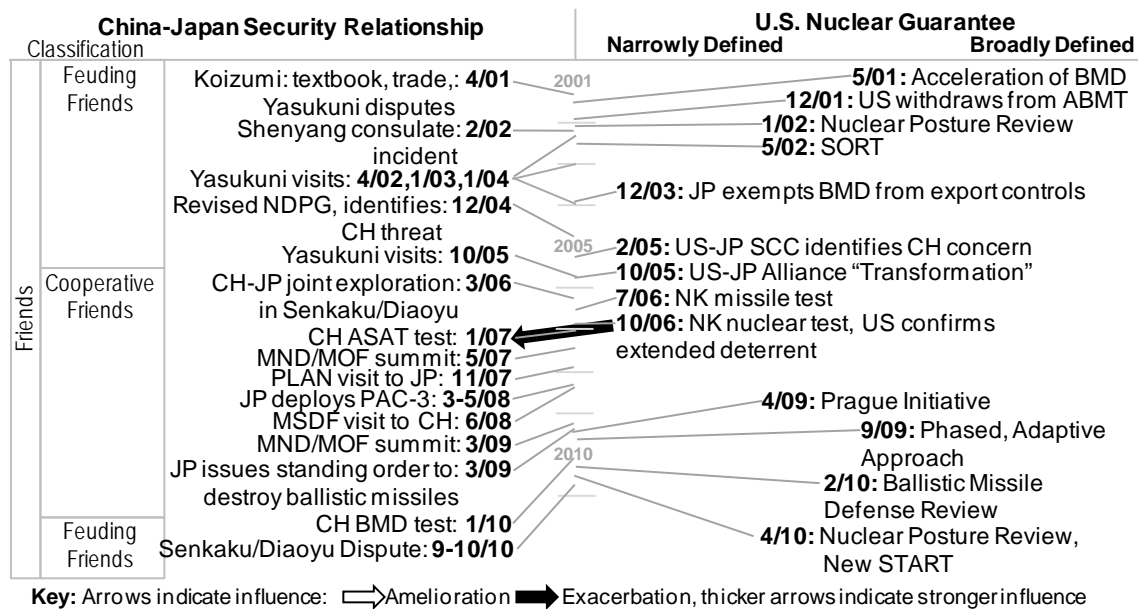 China-Japan Security Relationship
U.S. Nuclear Guarantee
Classification
Narrowly Defined
Broadly Defined
Friends
Feuding
Friends
Cooperative
Friends
Feuding
Friends
Koizumi: textbook, trade,: 4/01
Yasukuni disputes
Shenyang consulate: 2/02
incident
Yasukuni visits: 4/02,1/03,1/04
Revised NDPG, identifies: 12/04
CH threat
Yasukuni visits: 10/05
CH-JP joint exploration: 3/06
in Senkaku/Diaoyu
CH ASAT test: 1/07
MND/MOF summit: 5/07
PLAN visit to JP: 11/07
JP deploys PAC-3: 3-5/08
MSDF visit to CH: 6/08
MND/MOF summit: 3/09
JP issues standing order to: 3/09
destroy ballistic missiles
CH BMD test: 1/10
Senkaku/Diaoyu Dispute: 9-10/10
2001
2005
2010
5/01: Acceleration of BMD
12/01: US withdraws from ABMT
1/02: Nuclear Posture Review
5/02: SORT
12/03: JP exempts BMD from export controls
2/05: US-JP SCC identifies CH concern
10/05: US-JP Alliance “Transformation”
7/06: NK missile test
10/06: NK nuclear test, US confirms
extended deterrent
4/09: Prague Initiative
9/09: Phased, Adaptive
Approach
2/10: Ballistic Missile
Defense Review
4/10: Nuclear Posture Review,
New START
Key: Arrows indicate influence: Amelioration Exacerbation, thicker arrows indicate stronger influence